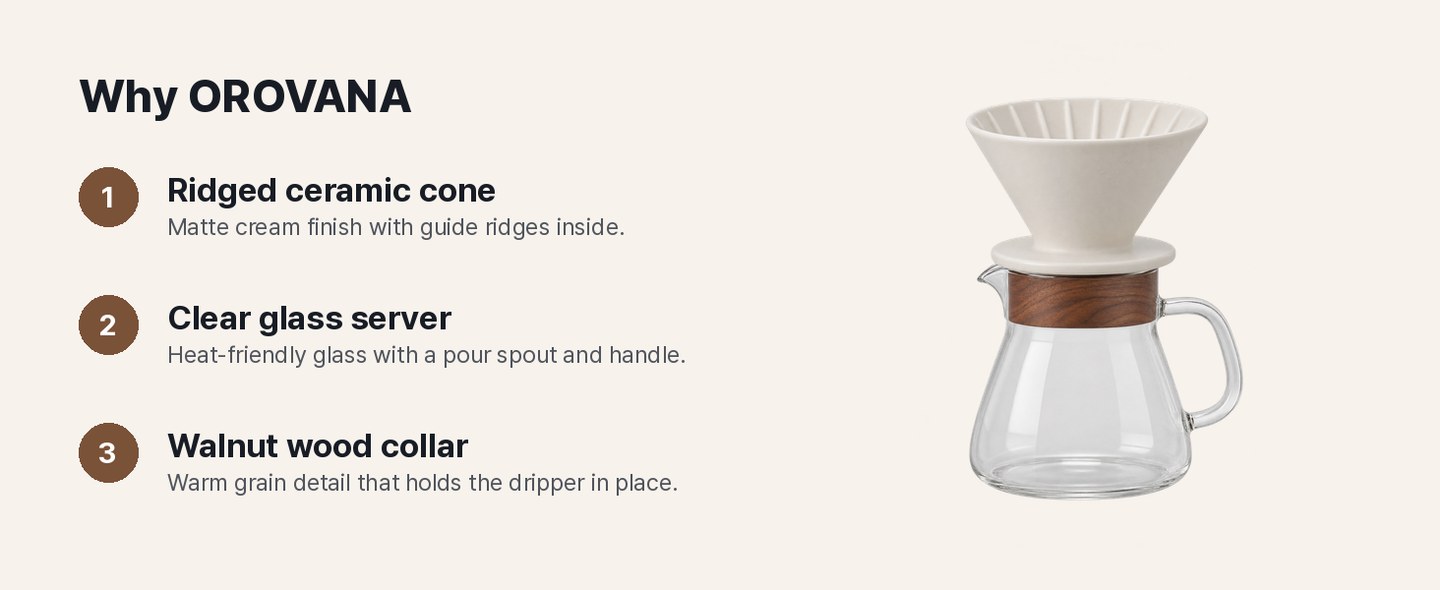 Why OROVANA
1
Ridged ceramic cone
Matte cream finish with guide ridges inside.
2
Clear glass server
Heat-friendly glass with a pour spout and handle.
3
Walnut wood collar
Warm grain detail that holds the dripper in place.